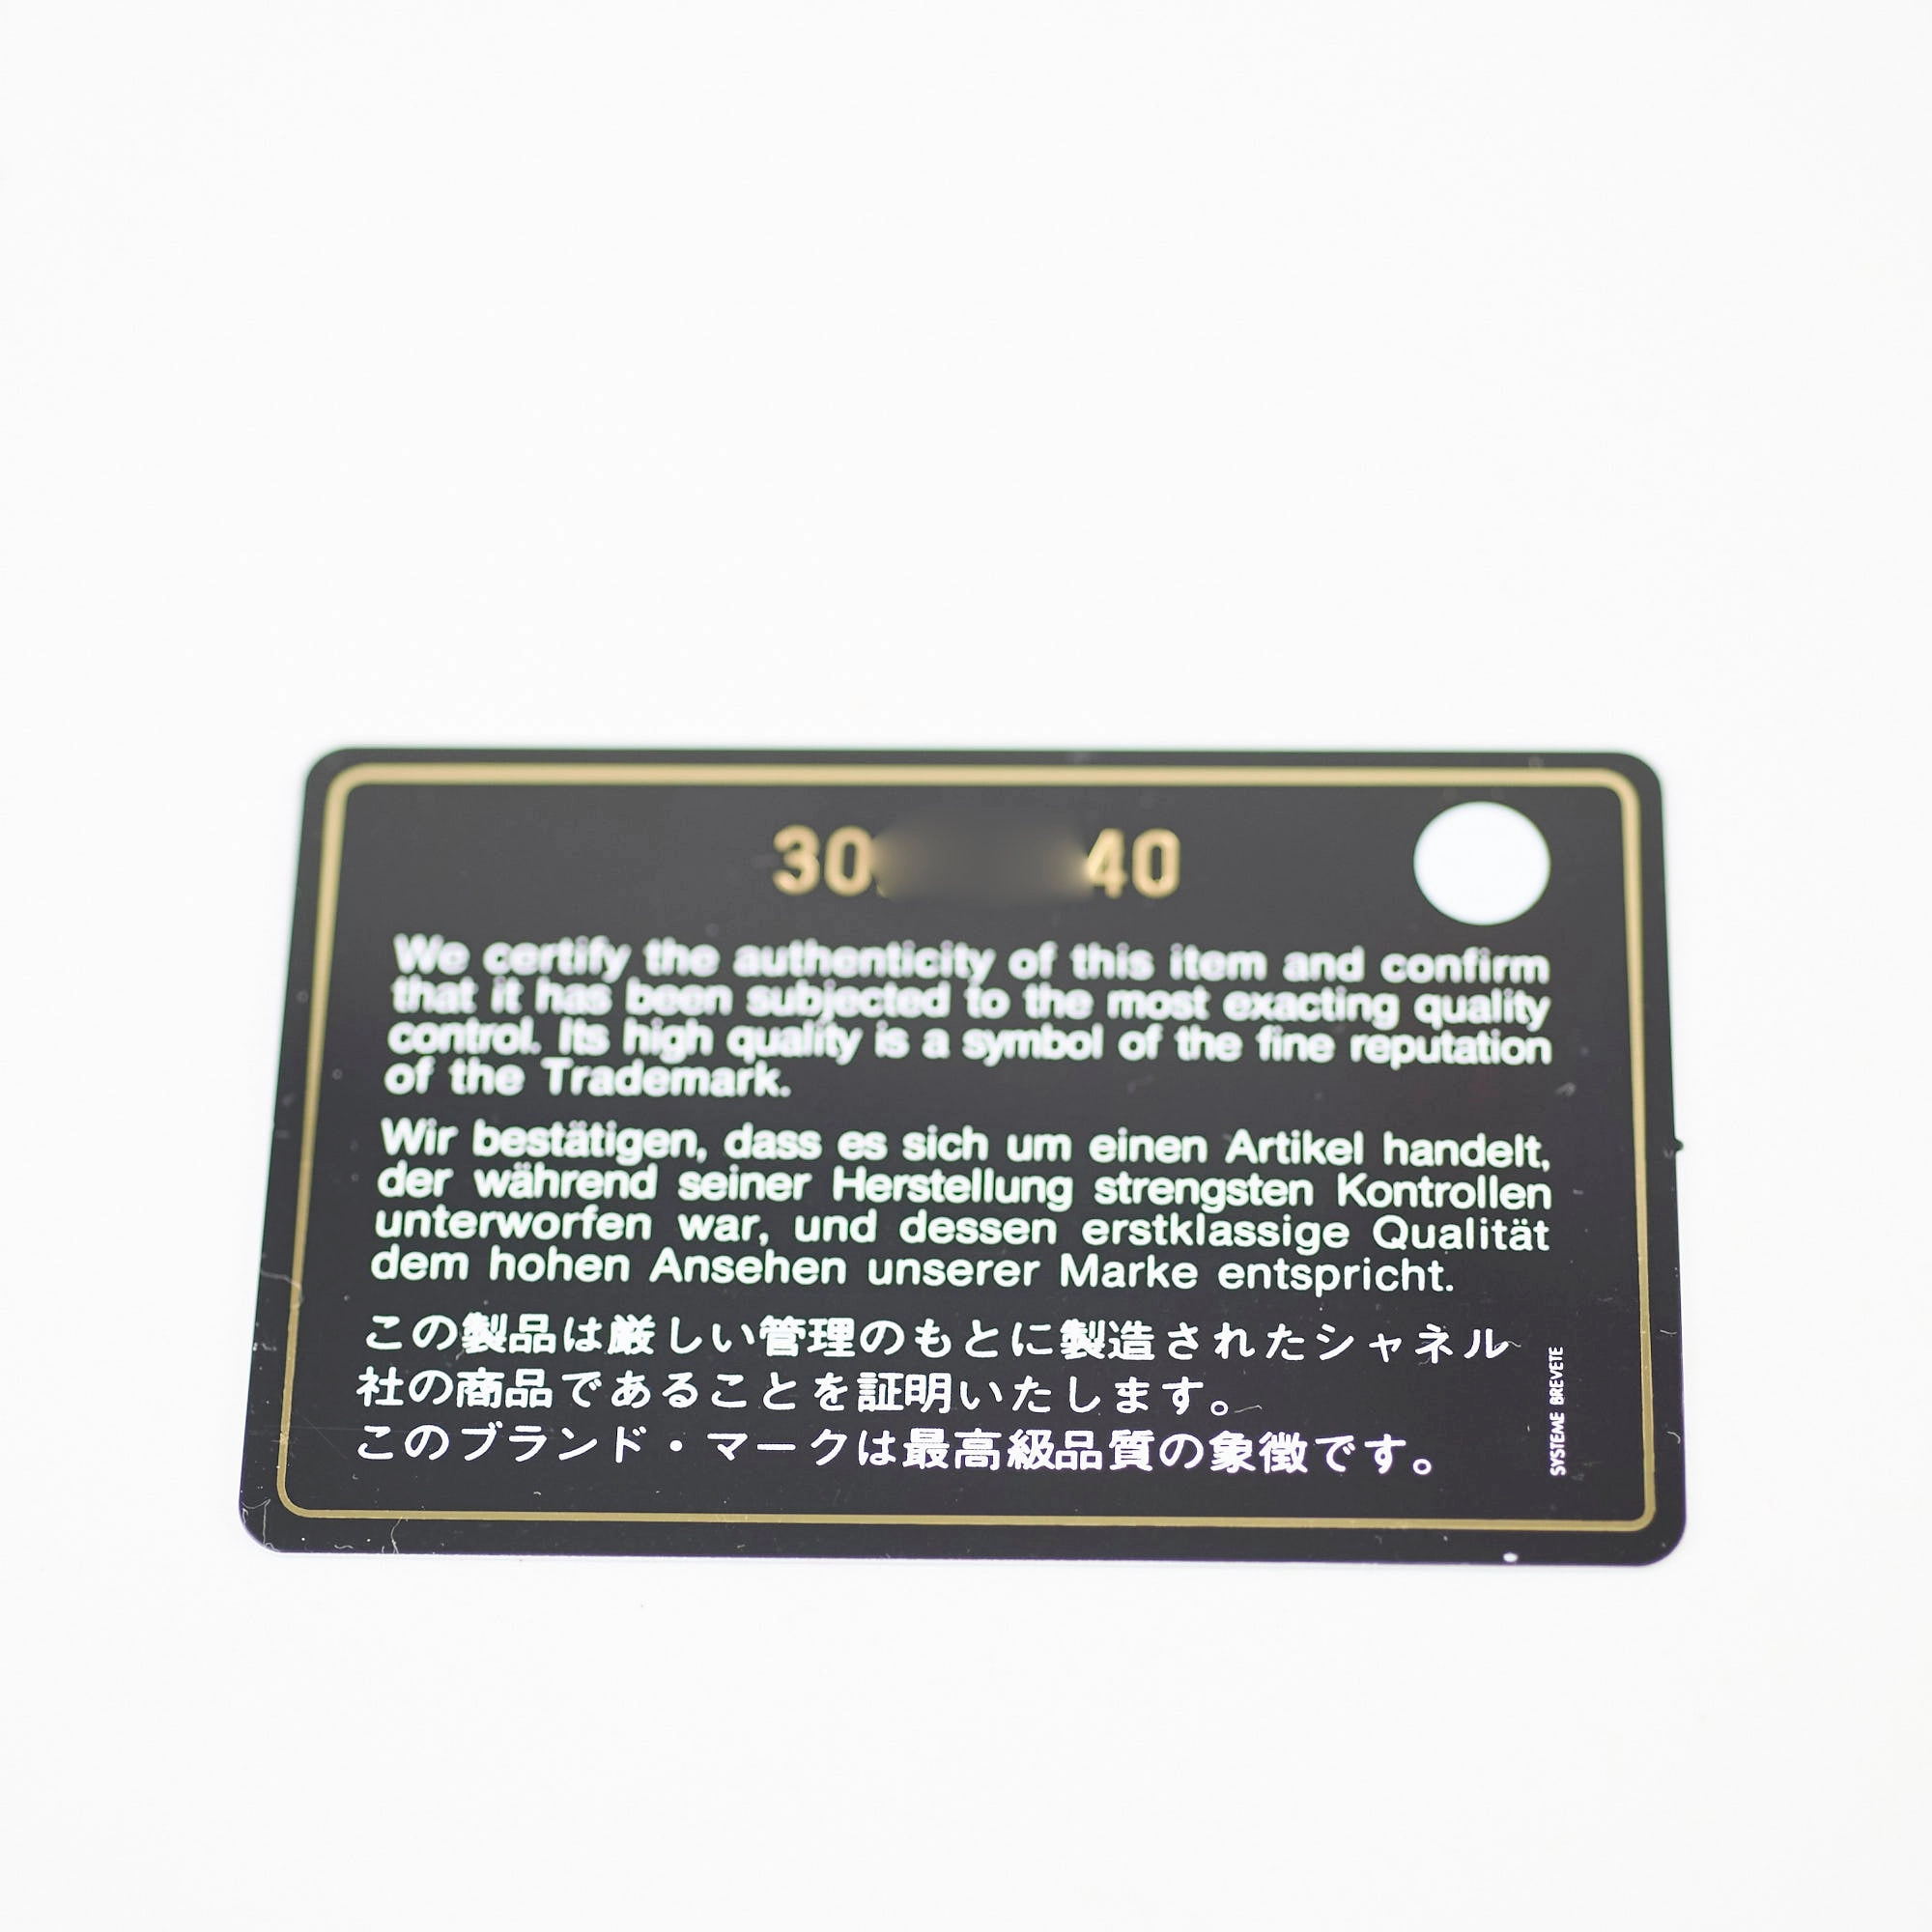 30 40
We certify the authenticity of this item and confirm
that it has been subjected to the most exacting quality
control. Its high quality is a symbol of the fine reputation
of the Trademark.
Wir bestätigen, dass es sich um einen Artikel handelt,
der während seiner Herstellung strengsten Kontrollen
unterworfen war, und dessen erstklassige Qualität
dem hohen Ansehen unserer Marke entspricht.
この製品は厳しい管理のもとに製造されたシャネル
社の商品であることを証明いたします。
このブランド・マークは最高級品質の象徴です。
SYSTEME BREVETE